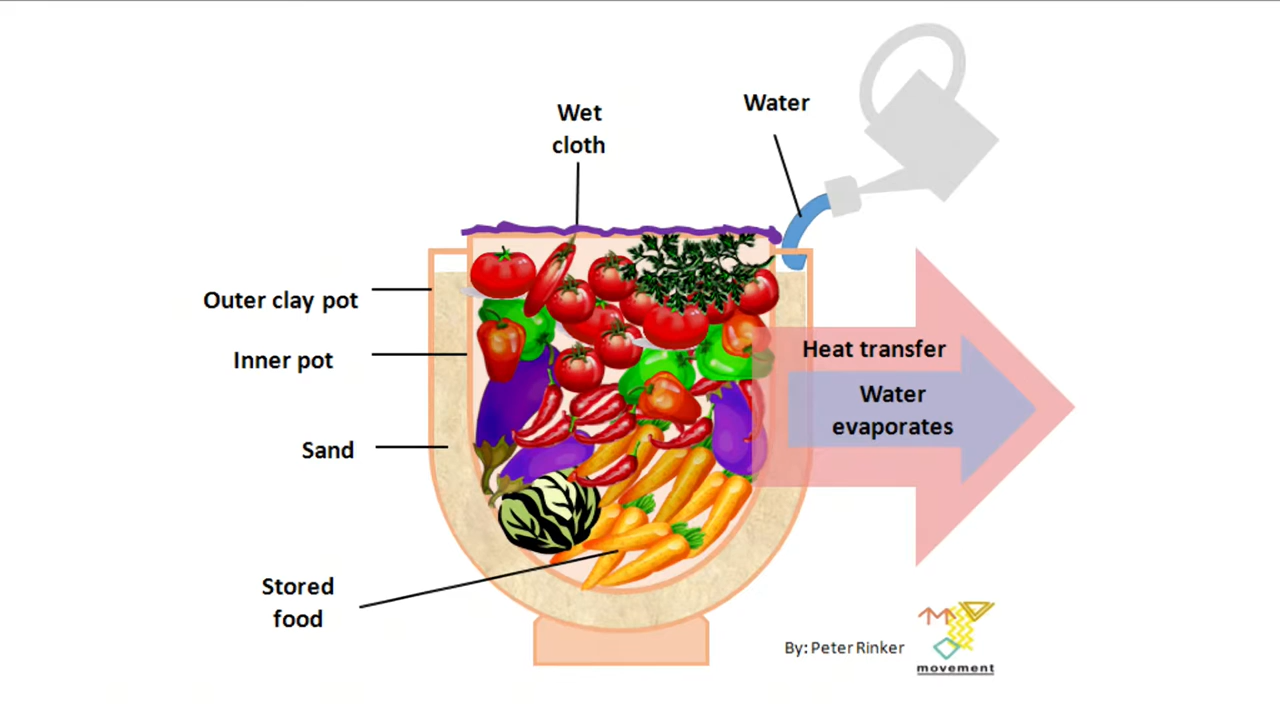 Wet
cloth
Water
Outer clay pot
Inner pot
Sand
Stored
food
Heat transfer
Water
evaporates
By: Peter Rinker
movement